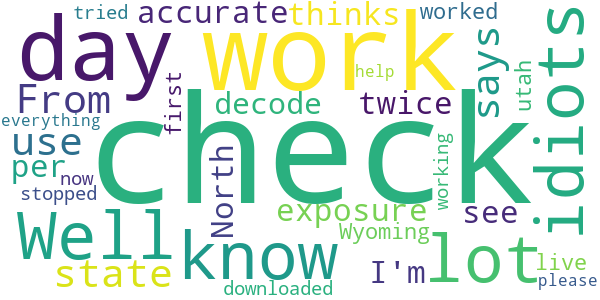 tried
accurate
thinks
worked
day
work
says
idiots
From
first
help
decode
twice
utah
everything
use
check
per
now
stopped
North
working
see
exposure
Well
know
Wyoming
lot
state
I'm
live
downloaded
please